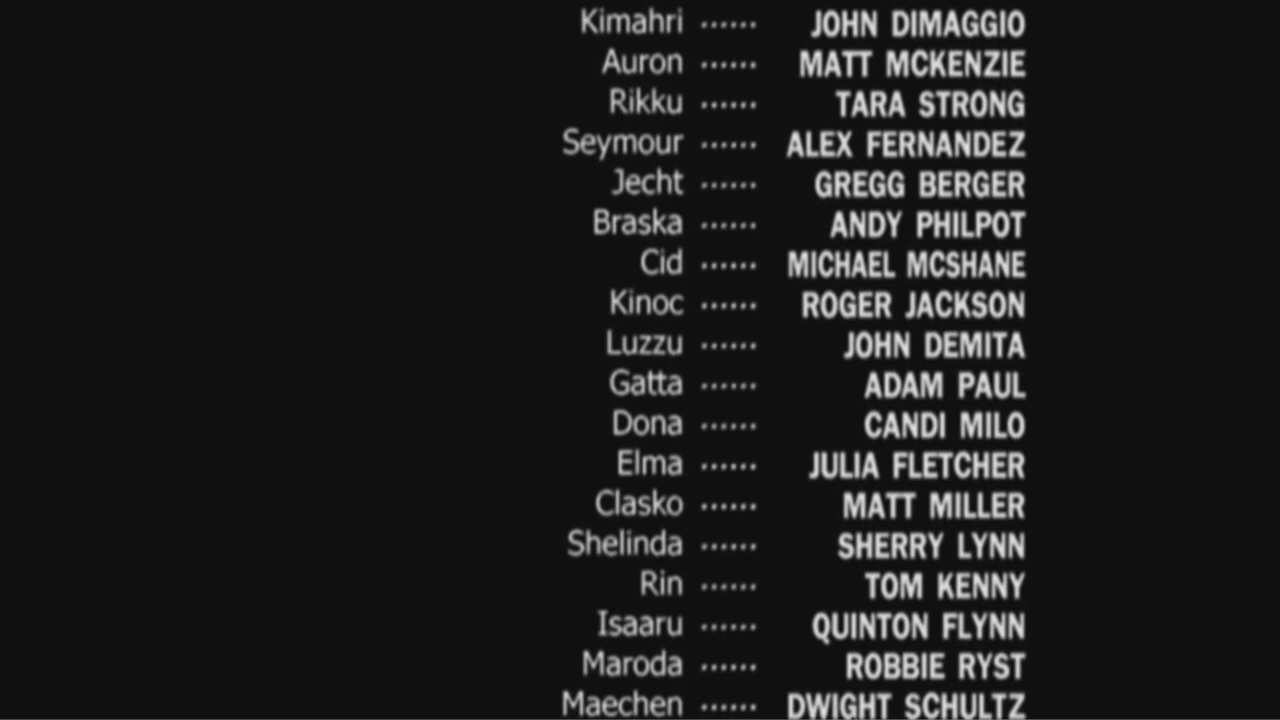 Kimahri ······ JOHN DIMAGGIO
Auron ······ MATT MCKENZIE
Rikku ······ TARA STRONG
Seymour ······ ALEX FERNANDEZ
Jecht ······ GREGG BERGER
Braska ······ ANDY PHILPOT
Cid ······ MICHAEL MCSHANE
Kinoc ······ ROGER JACKSON
Luzzu ······ JOHN DEMITA
Gatta ······ ADAM PAUL
Dona ······ CANDI MILO
Elma ······ JULIA FLETCHER
Clasko ······ MATT MILLER
Shelinda ······ SHERRY LYNN
Rin ······ TOM KENNY
Isaaru ······ QUINTON FLYNN
Maroda ······ ROBBIE RYST
Maechen ······ DWIGHT SCHULTZ